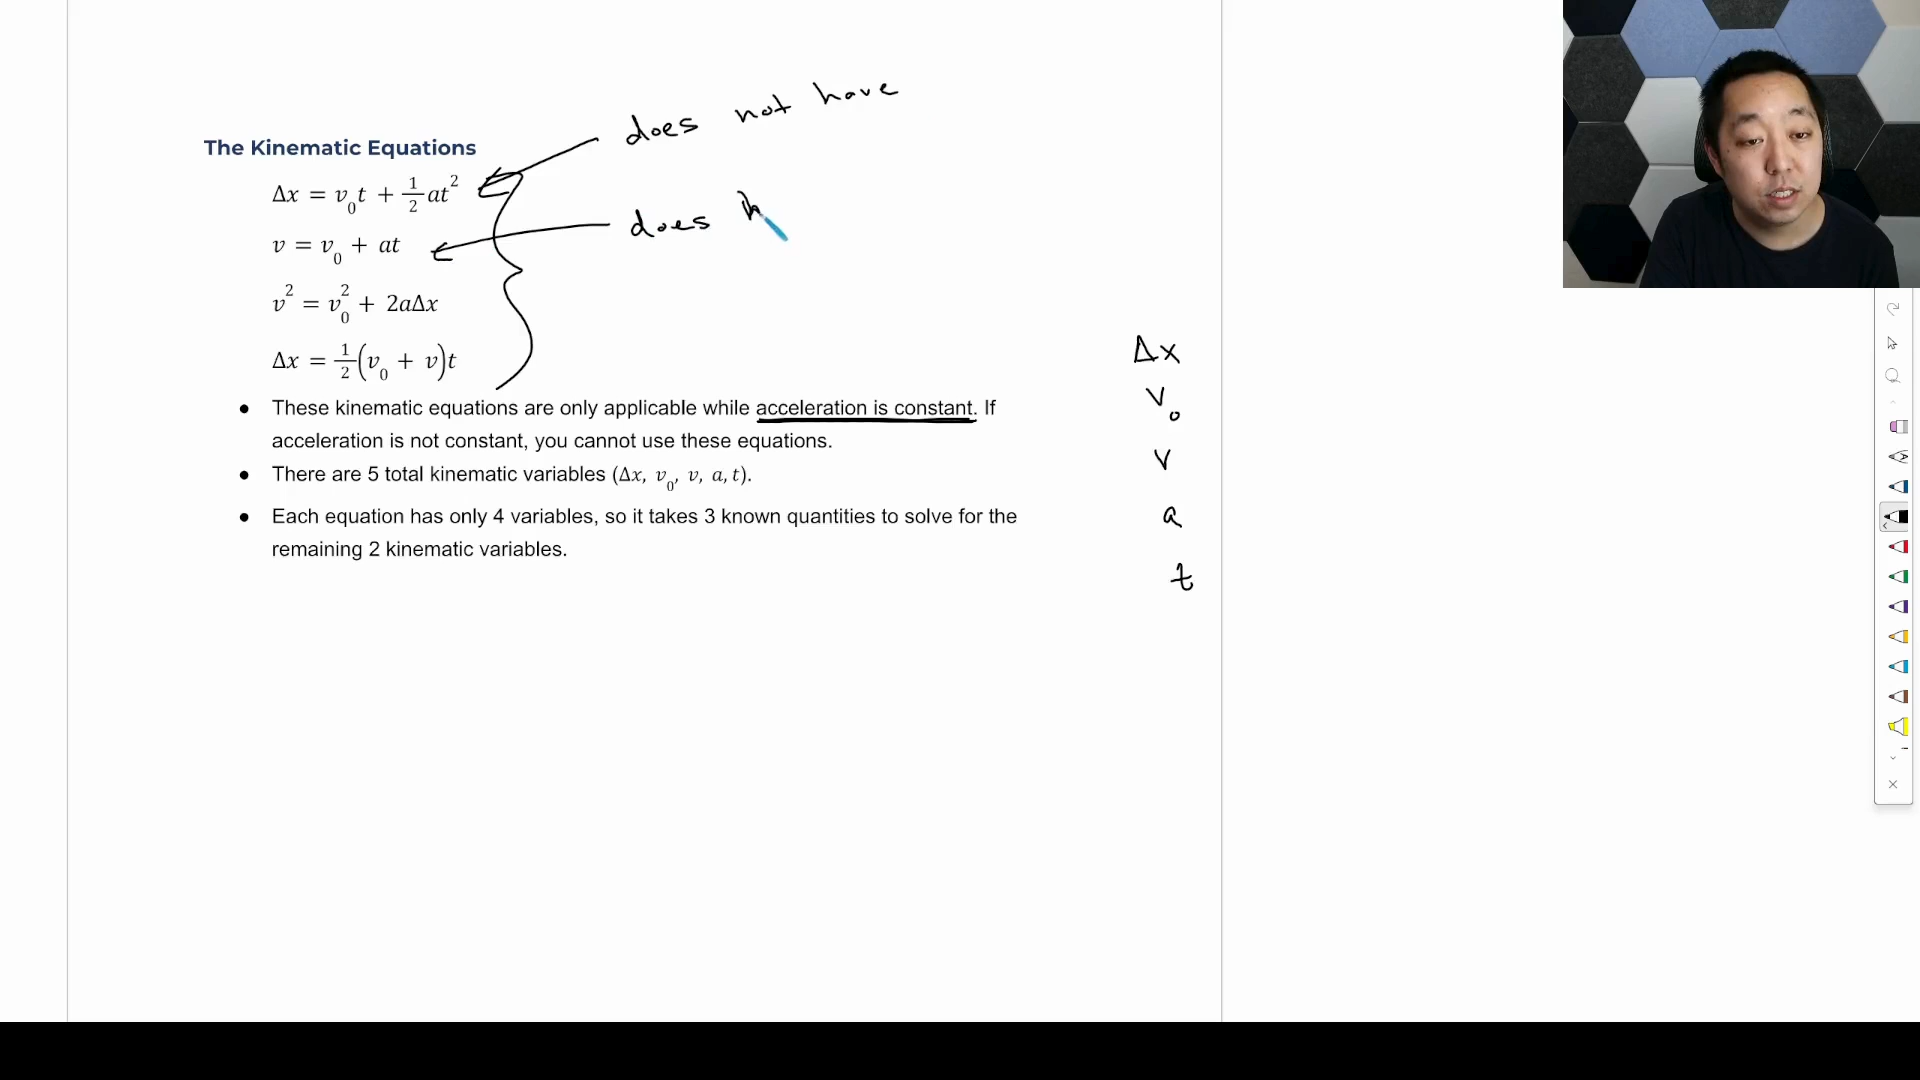 does not have
The Kinematic Equations
Δx = v₀t + ½at²
does
v = v₀ + at
v² = v₀² + 2aΔx
Δx = ½(v₀ + v)t
● These kinematic equations are only applicable while acceleration is constant. If
acceleration is not constant, you cannot use these equations.
● There are 5 total kinematic variables (Δx, v₀, v, a, t).
● Each equation has only 4 variables, so it takes 3 known quantities to solve for the
remaining 2 kinematic variables.
Δx
v₀
v
a
t